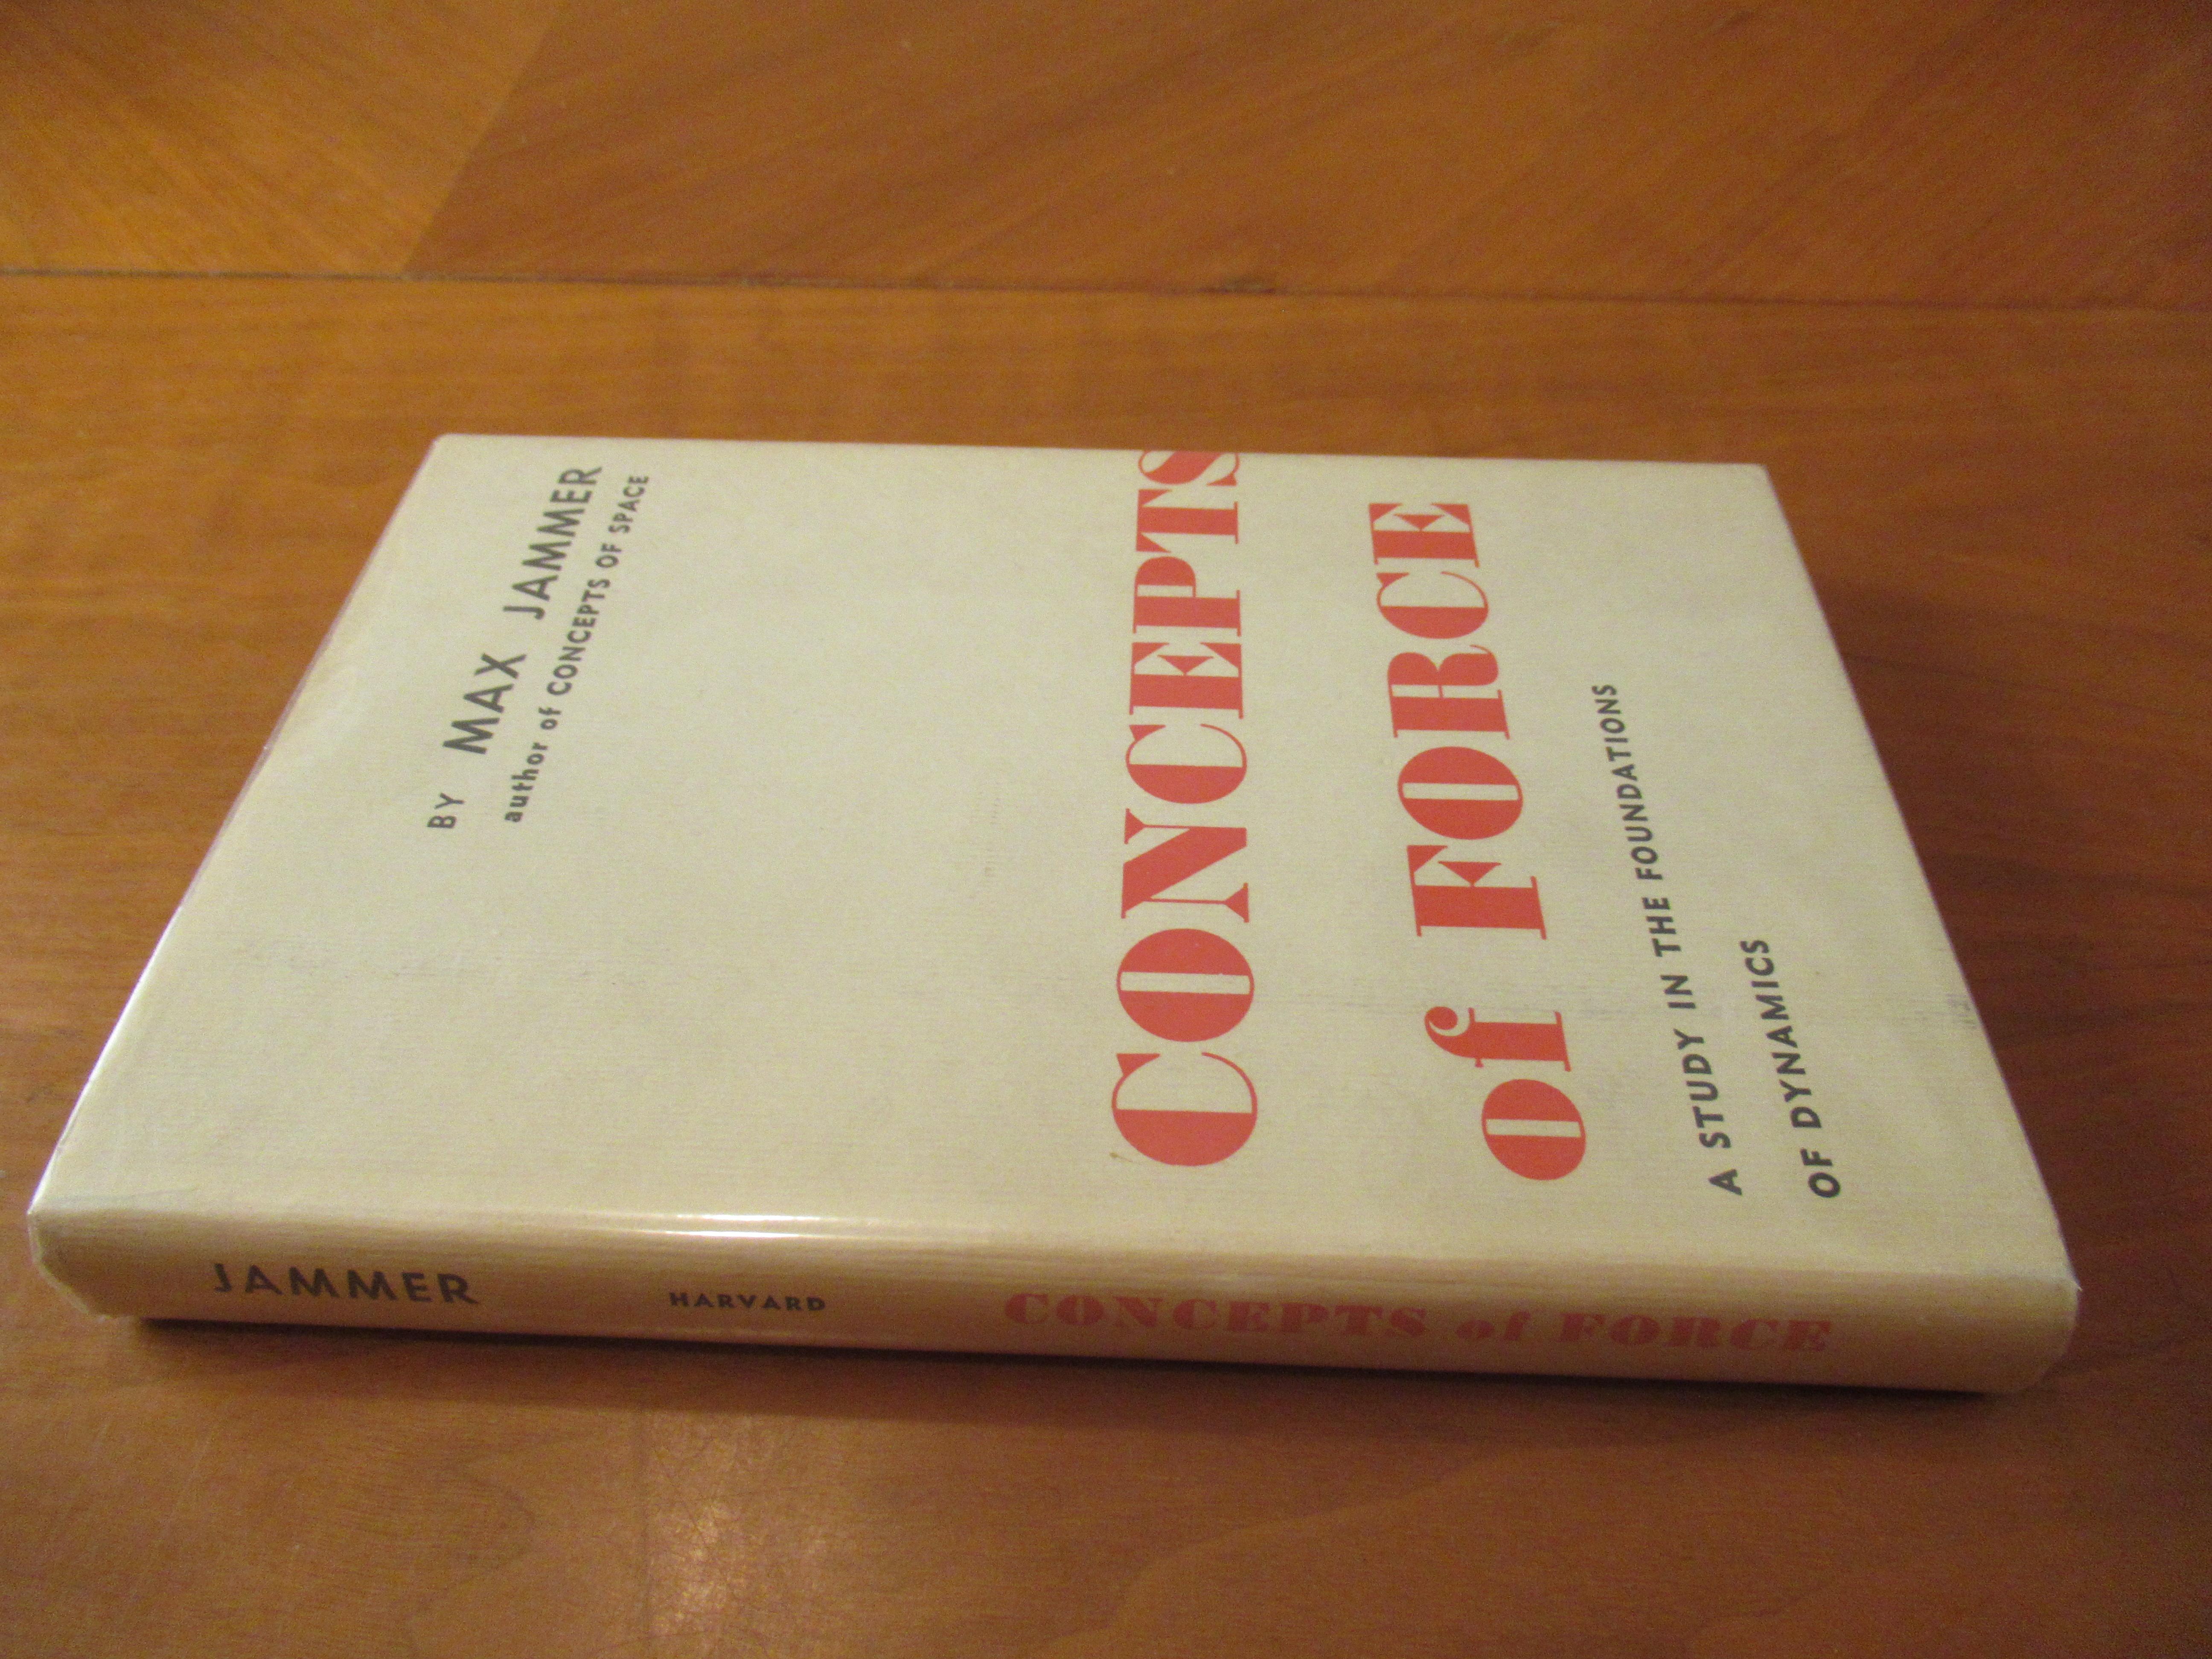 BY MAX JAMMER
author of CONCEPTS OF SPACE
CONCEPTS
of FORCE
A STUDY IN THE FOUNDATIONS
OF DYNAMICS
JAMMER
HARVARD
CONCEPTS of FORCE